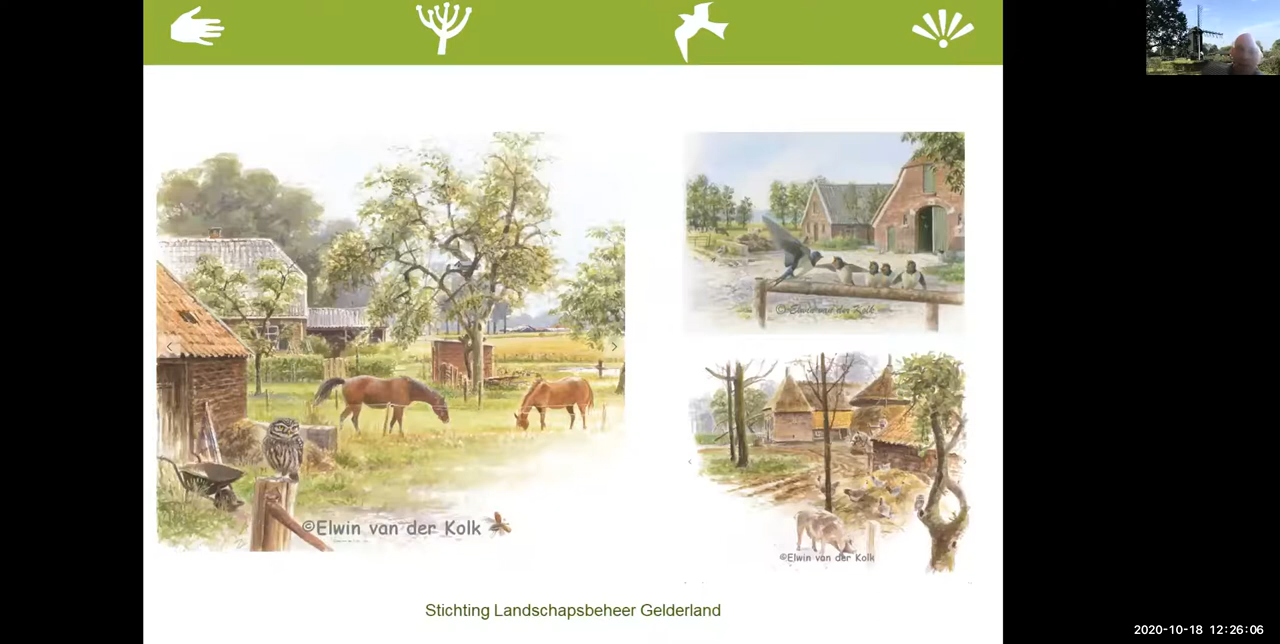 ©Elwin van der Kolk
©Elwin van der Kolk
©Elwin van der Kolk
Stichting Landschapsbeheer Gelderland
2020-10-18 12:26:06